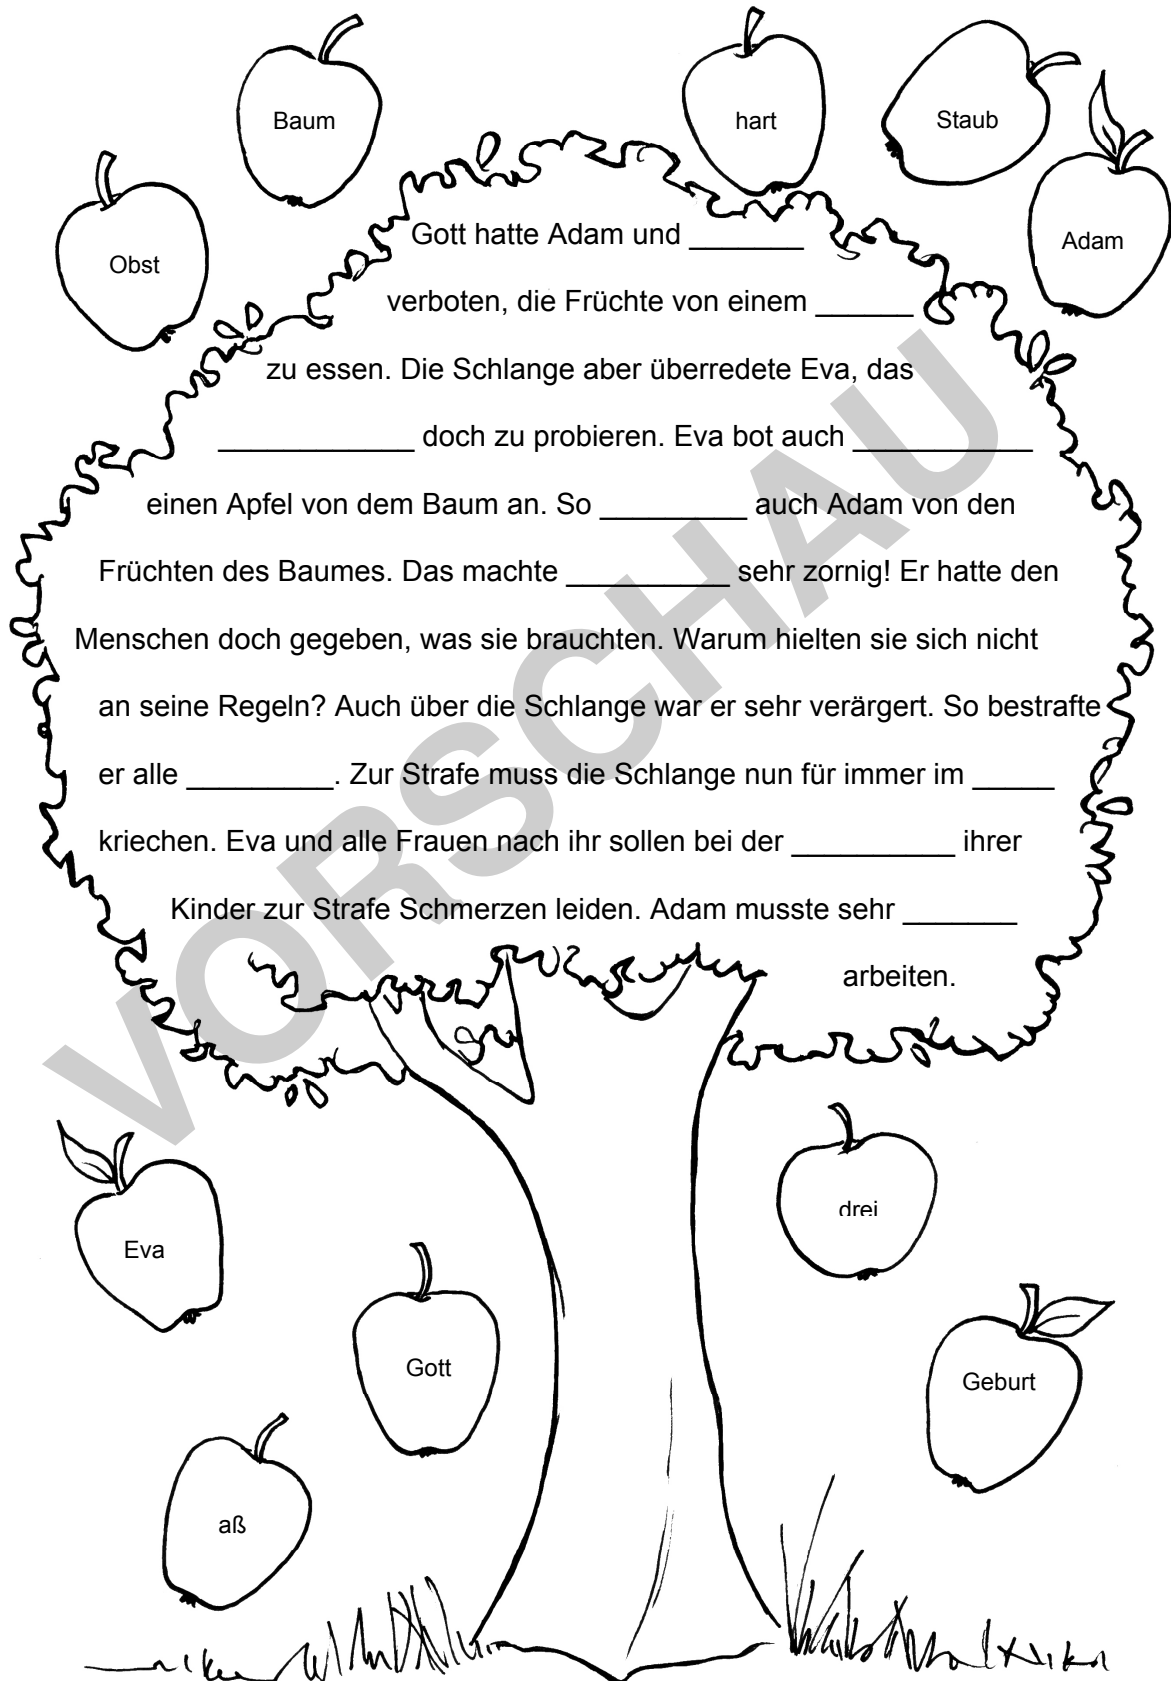 Baum
hart
Staub
Obst
Adam
Gott hatte Adam und _______
verboten, die Früchte von einem ______
zu essen. Die Schlange aber überredete Eva, das
____________ doch zu probieren. Eva bot auch ___________
einen Apfel von dem Baum an. So _________ auch Adam von den
Früchten des Baumes. Das machte __________ sehr zornig! Er hatte den
Menschen doch gegeben, was sie brauchten. Warum hielten sie sich nicht
an seine Regeln? Auch über die Schlange war er sehr verärgert. So bestrafte
er alle _________. Zur Strafe muss die Schlange nun für immer im _____
kriechen. Eva und alle Frauen nach ihr sollen bei der __________ ihrer
Kinder zur Strafe Schmerzen leiden. Adam musste sehr _______
arbeiten.
VORSCHAU
drei
Eva
Gott
Geburt
aß